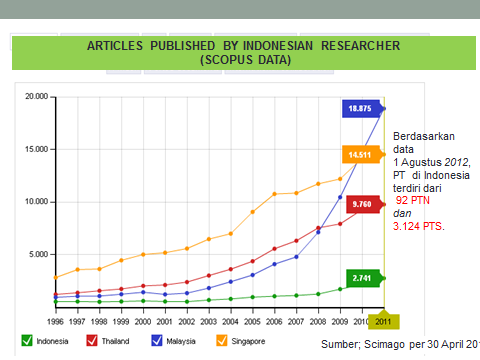 ARTICLES PUBLISHED BY INDONESIAN RESEARCHER
(SCOPUS DATA)
20.000
15.000
10.000
5.000
18.875
14.511
9.760
2.741
1996 1997 1998 1999 2000 2001 2002 2003 2004 2005 2006 2007 2008 2009 2010 2011
Indonesia Thailand Malaysia Singapore
Berdasarkan
data
1 Agustus 2012,
PT di Indonesia
terdiri dari
92 PTN
dan
3.124 PTS.
Sumber; Scimago per 30 April 201